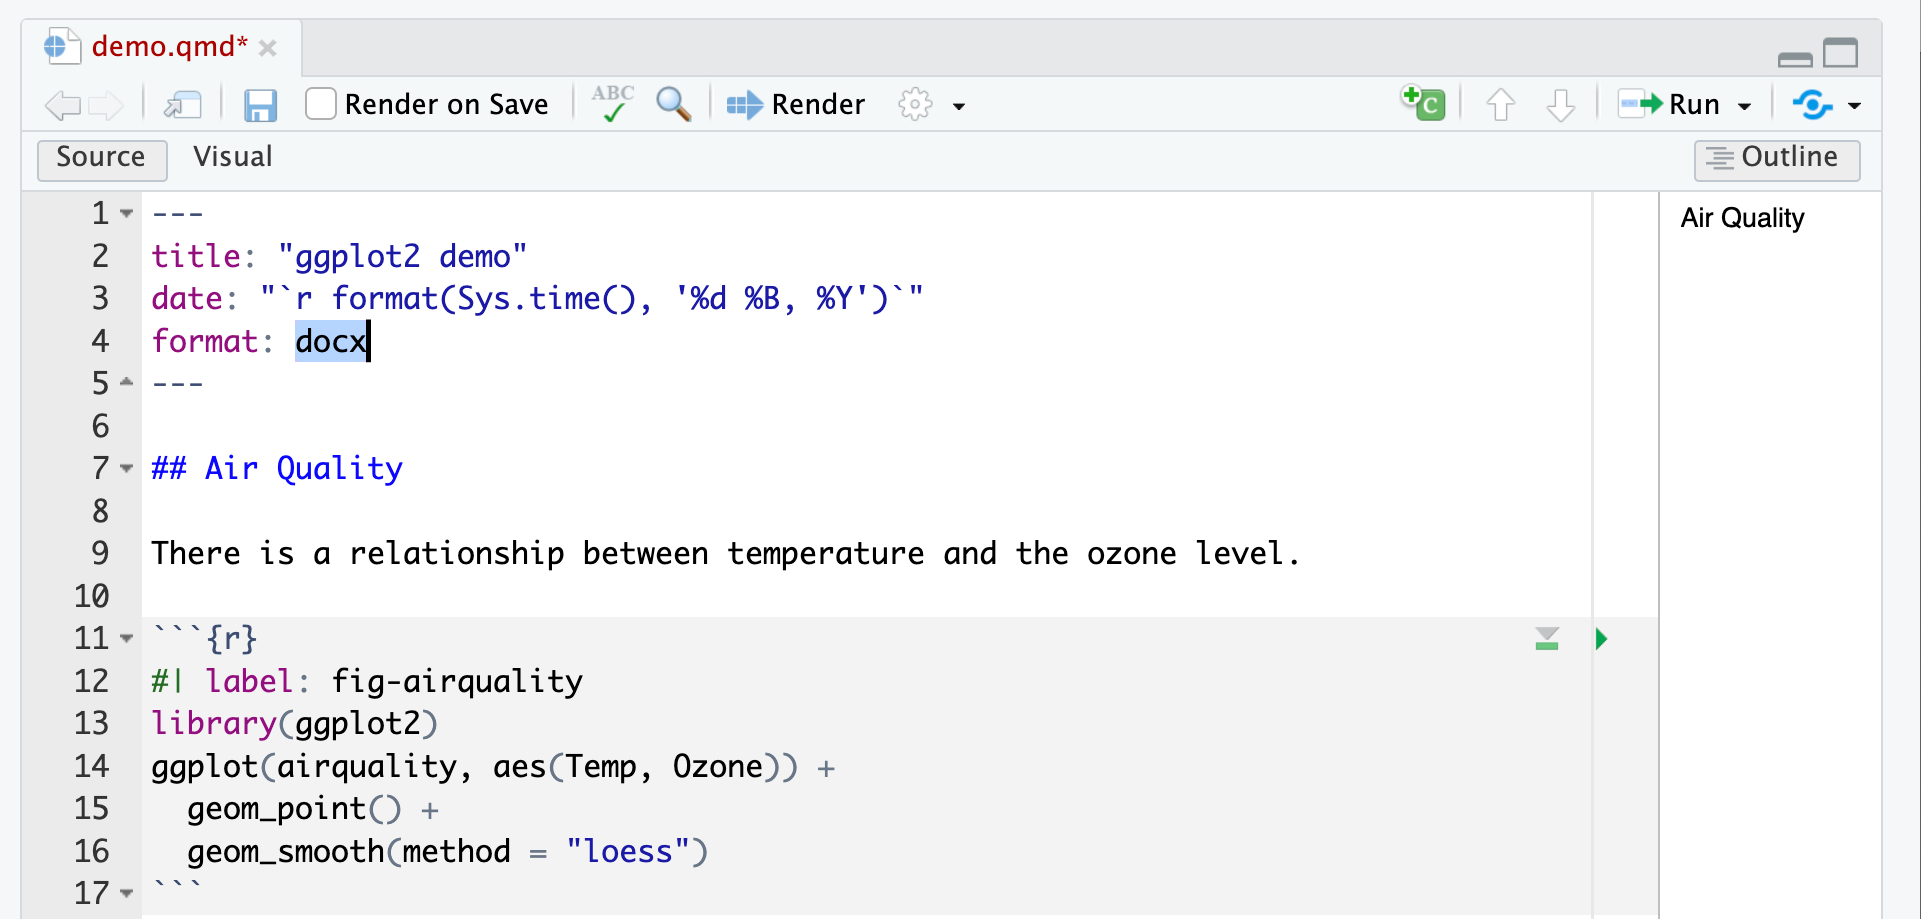 demo.qmd*
Render on Save ABC Render C Run
Source Visual Outline
1 ---
2 title: "ggplot2 demo"
3 date: "`r format(Sys.time(), '%d %B, %Y')`"
4 format: docx
5 ---
6
7 ## Air Quality
8
9 There is a relationship between temperature and the ozone level.
10
11 ```{r}
12 #| label: fig-airquality
13 library(ggplot2)
14 ggplot(airquality, aes(Temp, Ozone)) +
15   geom_point() +
16   geom_smooth(method = "loess")
17 ```
Air Quality